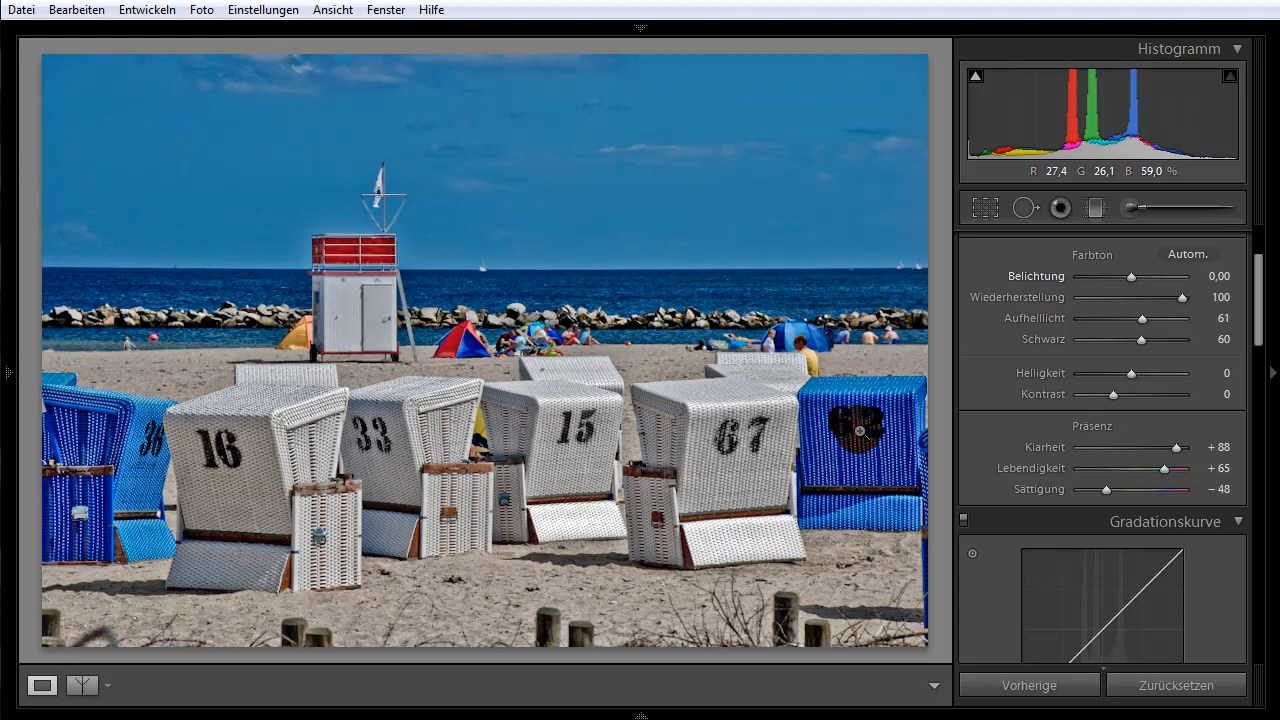 Datei Bearbeiten Entwickeln Foto Einstellungen Ansicht Fenster Hilfe
Histogramm
R 27,4 G 26,1 B 59,0 %
Farbton Autom.
Belichtung 0,00
Wiederherstellung 100
Aufhelllicht 61
Schwarz 60
Helligkeit 0
Kontrast 0
Präsenz
Klarheit + 88
Lebendigkeit + 65
Sättigung – 48
Gradationskurve
36
16
33
15
67
Vorherige Zurücksetzen